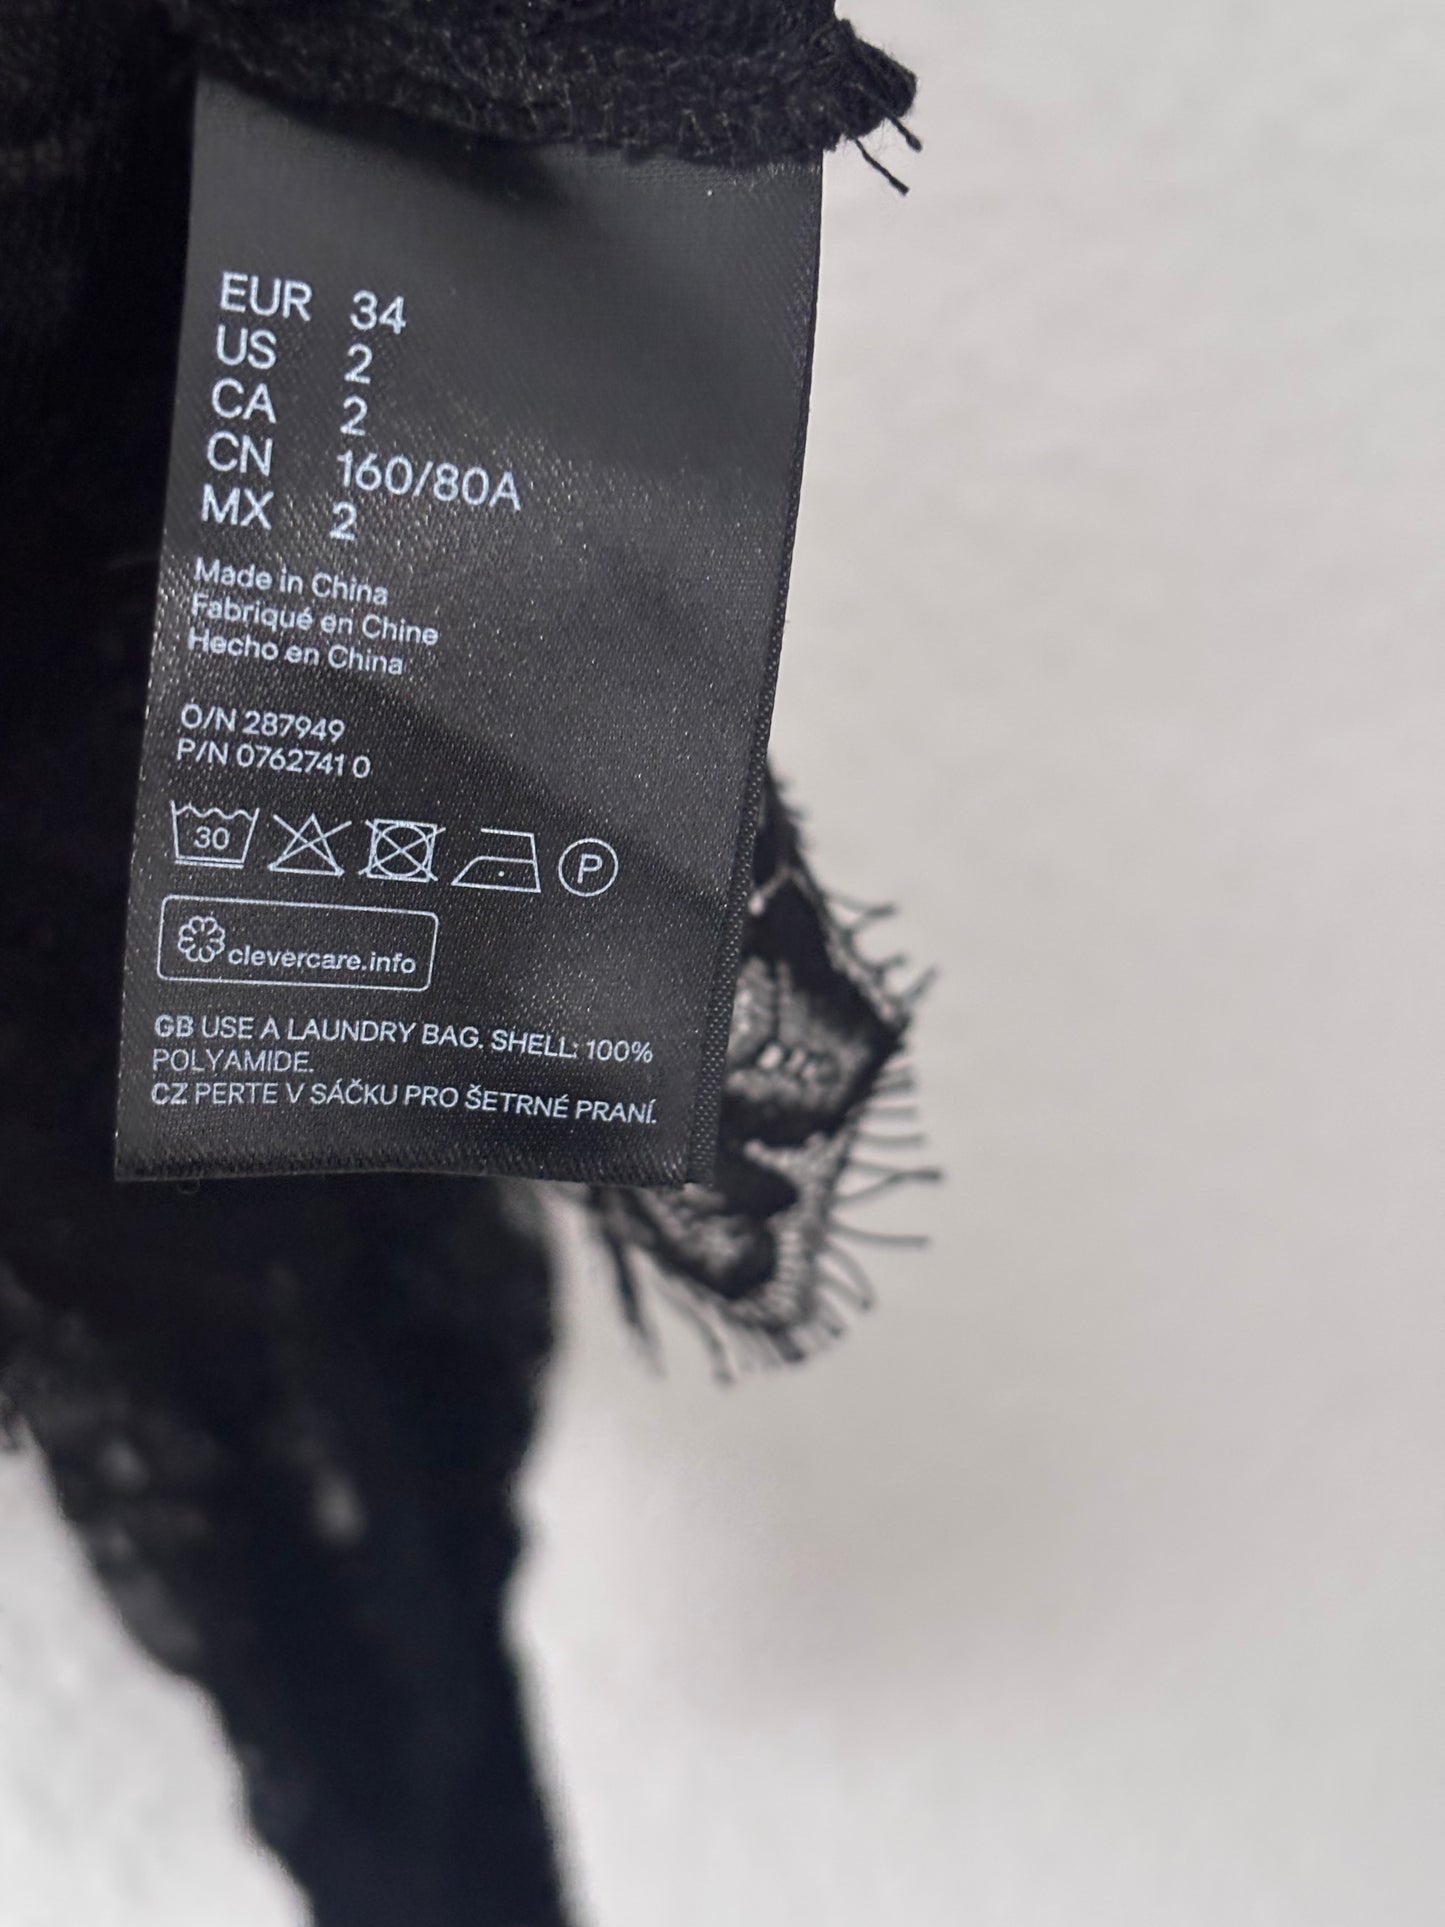 EUR 34
US 2
CA 2
CN 160/80A
MX 2
Made in China
Fabriqué en Chine
Hecho en China
O/N 287949
P/N 0762741 0
30 P
clevercare.info
GB USE A LAUNDRY BAG. SHELL: 100%
POLYAMIDE.
CZ PERTE V SÁČKU PRO ŠETRNÉ PRANÍ.